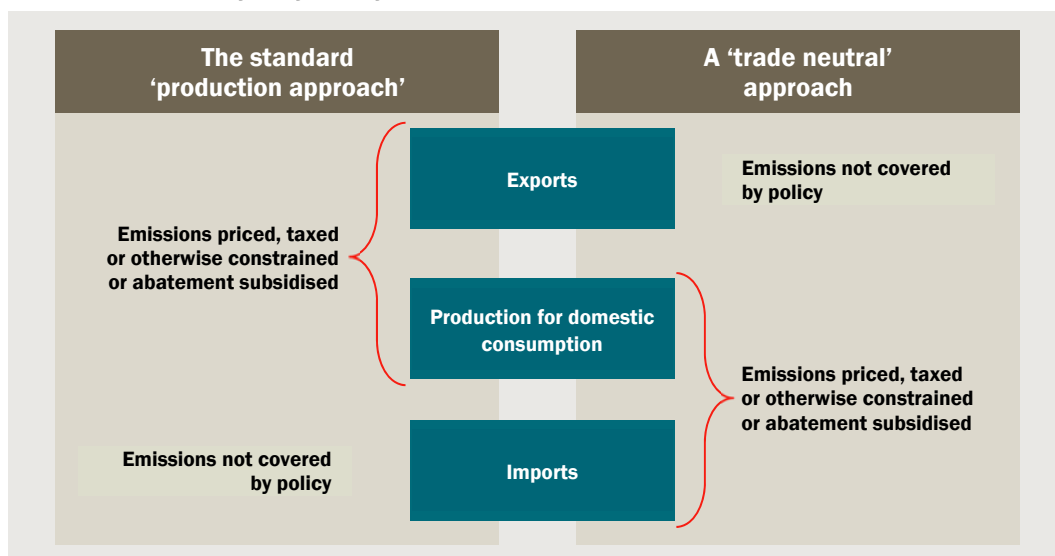 The standard
‘production approach’
A ‘trade neutral’
approach
Exports
Emissions not covered
by policy
Emissions priced, taxed
or otherwise constrained
or abatement subsidised
Production for domestic
consumption
Emissions priced, taxed
or otherwise constrained
or abatement subsidised
Emissions not covered
by policy
Imports